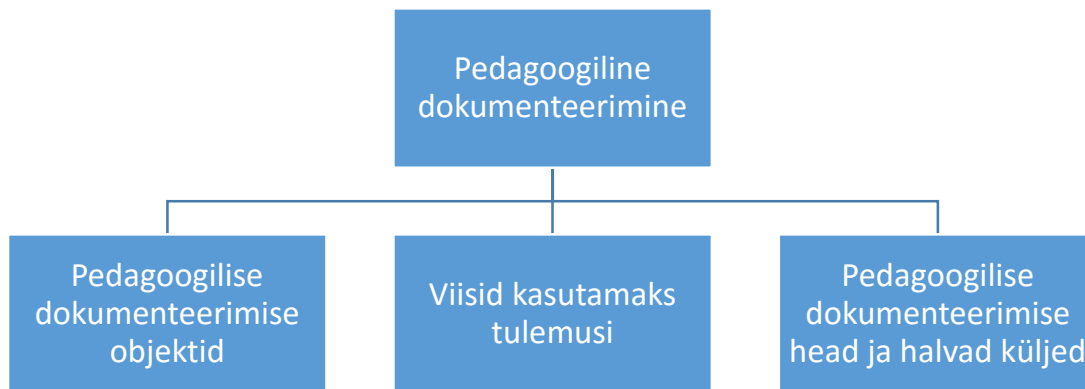 Pedagoogiline
dokumenteerimine
Pedagoogilise
dokumenteerimise
objektid
Viisid kasutamaks
tulemusi
Pedagoogilise
dokumenteerimise
head ja halvad küljed